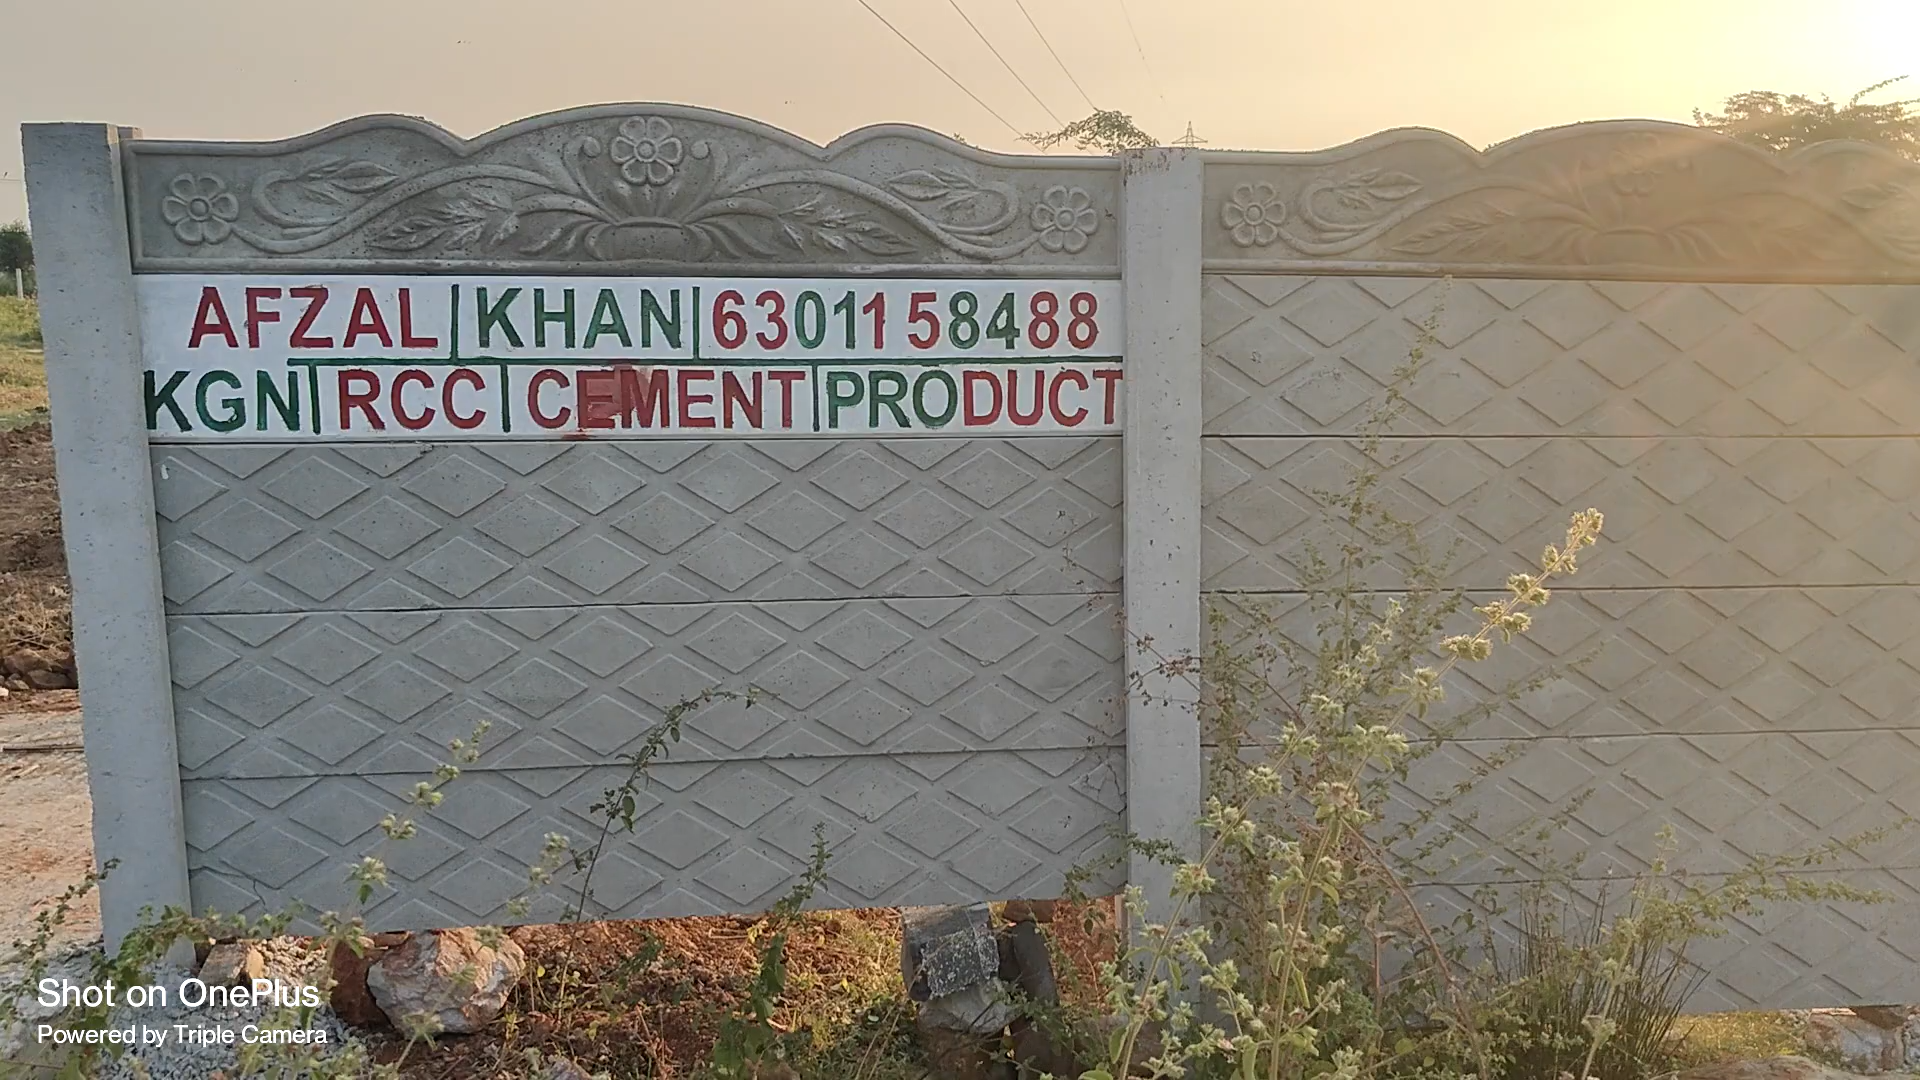 AFZAL KHAN 6301158488
KGN RCC CEMENT PRODUCT
Shot on OnePlus
Powered by Triple Camera